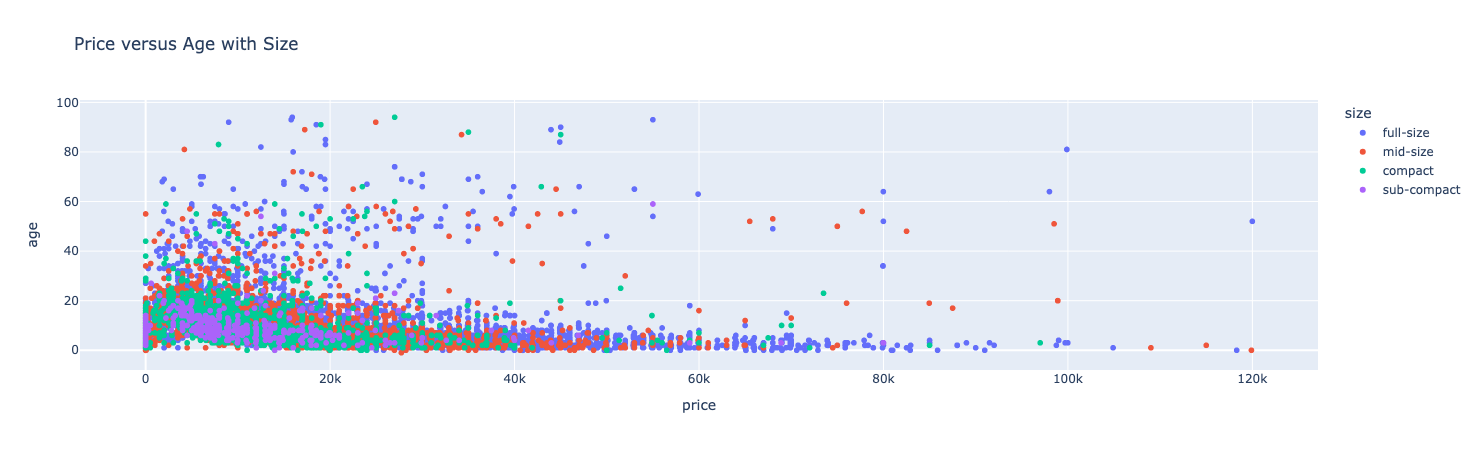 Price versus Age with Size
100
80
60
40
20
0
age
0
20k
40k
60k
80k
100k
120k
price
size
full-size
mid-size
compact
sub-compact